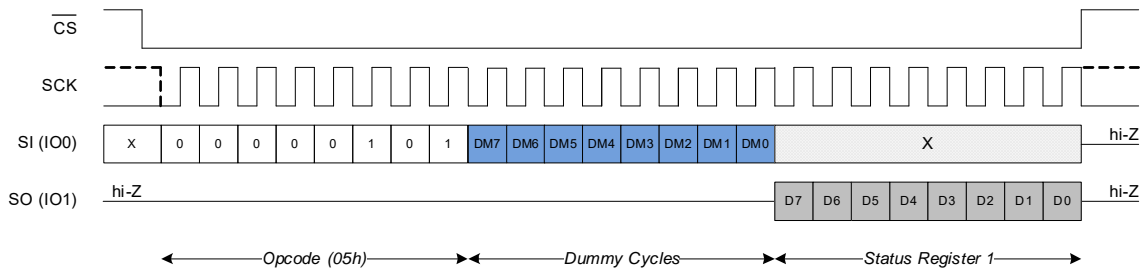 CS
SCK
SI (IO0) X 0 0 0 0 0 1 0 1 DM7 DM6 DM5 DM4 DM3 DM2 DM1 DM0 X hi-Z
hi-Z hi-Z
SO (IO1) D7 D6 D5 D4 D3 D2 D1 D0
Opcode (05h) Dummy Cycles Status Register 1